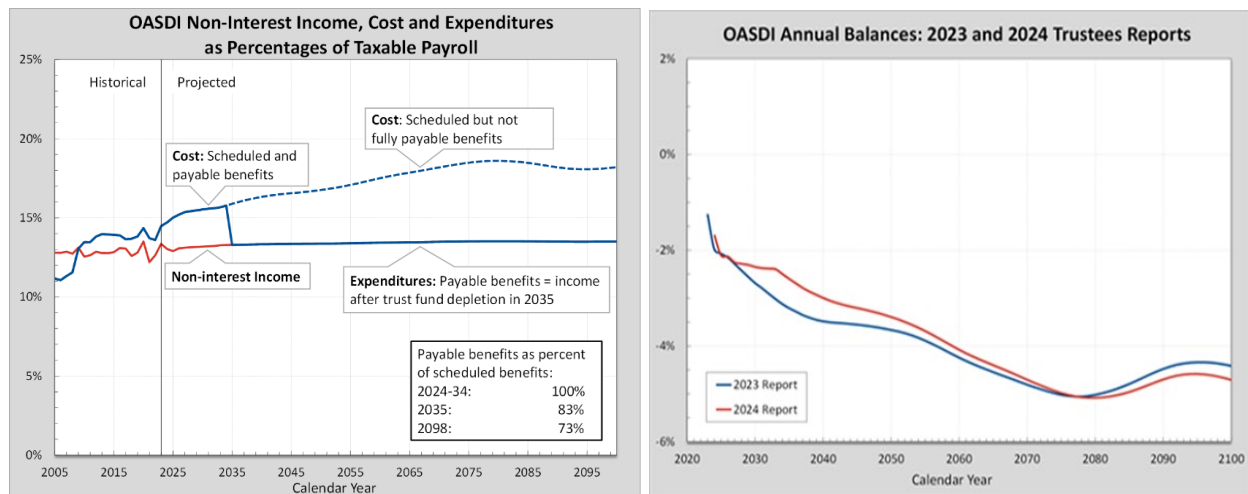 OASDI Non-Interest Income, Cost and Expenditures
as Percentages of Taxable Payroll
25%
20%
15%
10%
5%
0%
Historical
Projected
Cost: Scheduled and
payable benefits
Cost: Scheduled but not
fully payable benefits
Non-interest Income
Expenditures: Payable benefits = income
after trust fund depletion in 2035
Payable benefits as percent
of scheduled benefits:
2024-34: 100%
2035: 83%
2098: 73%
2005 2015 2025 2035 2045 2055 2065 2075 2085 2095
Calendar Year
OASDI Annual Balances: 2023 and 2024 Trustees Reports
2%
0%
-2%
-4%
-6%
2023 Report
2024 Report
2020 2030 2040 2050 2060 2070 2080 2090 2100
Calendar Year